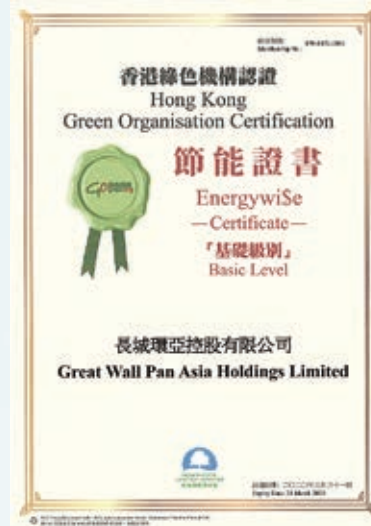 香港綠色機構認證
Hong Kong
Green Organisation Certification
節能證書
Energywi$e
—Certificate—
「基礎級別」
Basic Level
長城環亞控股有限公司
Great Wall Pan Asia Holdings Limited